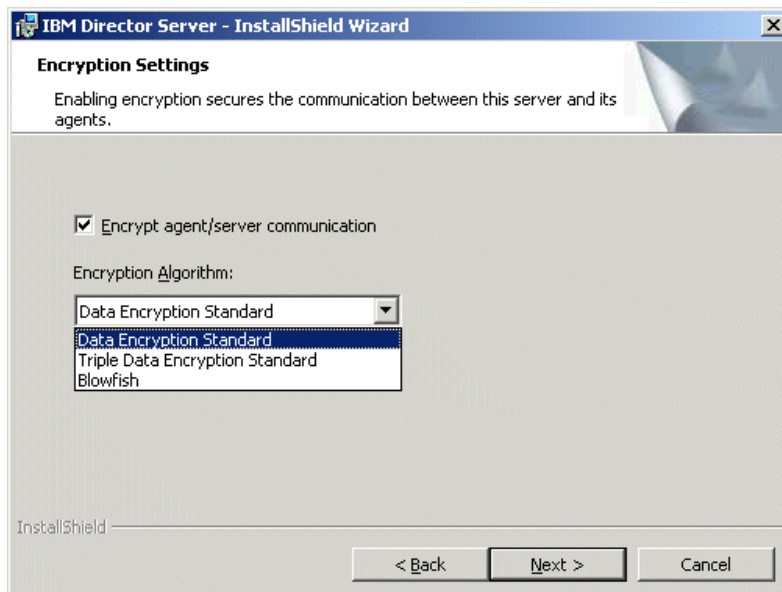 IBM Director Server - InstallShield Wizard
Encryption Settings
Enabling encryption secures the communication between this server and its
agents.
Encrypt agent/server communication
Encryption Algorithm:
Data Encryption Standard
Data Encryption Standard
Triple Data Encryption Standard
Blowfish
InstallShield
< Back
Next >
Cancel